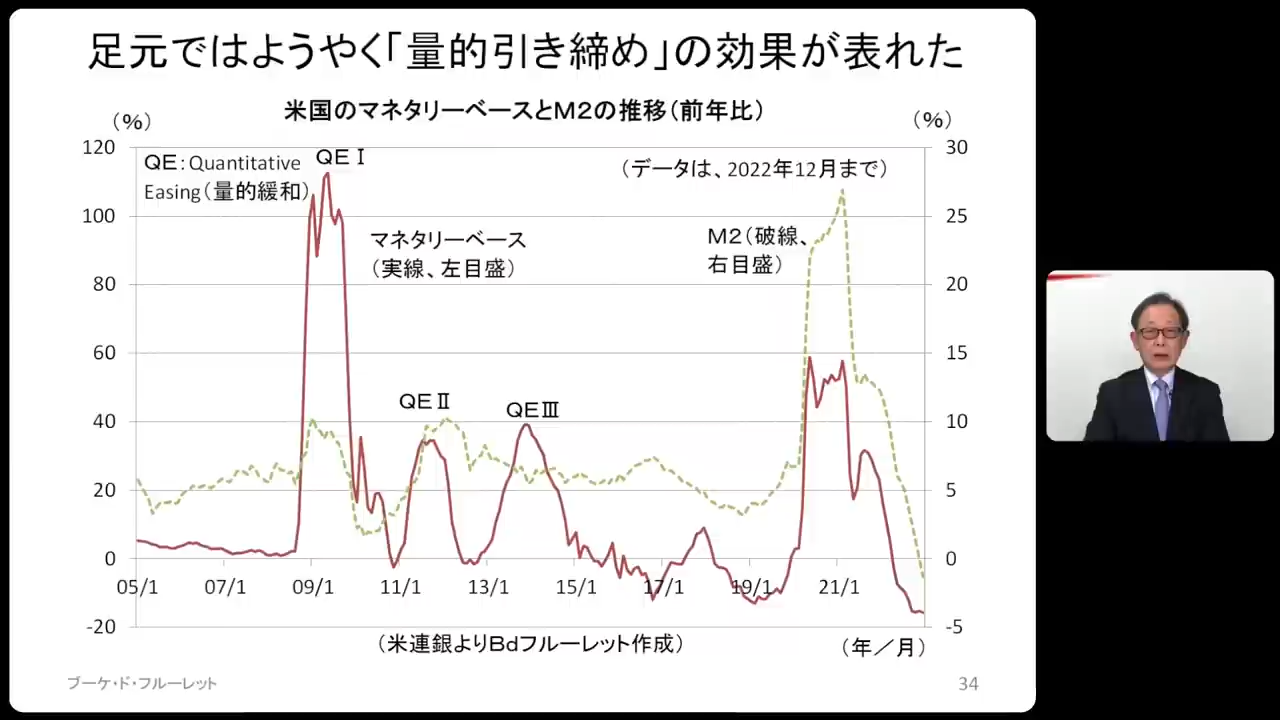 足元ではようやく「量的引き締め」の効果が表れた
米国のマネタリーベースとM2の推移（前年比）
（％）
（％）
120
100
80
60
40
20
0
-20
30
25
20
15
10
5
0
-5
QE：Quantitative
Easing（量的緩和）
QEⅠ
（データは、2022年12月まで）
マネタリーベース
（実線、左目盛）
M2（破線、
右目盛）
QEⅡ
QEⅢ
05/1
07/1
09/1
11/1
13/1
15/1
17/1
19/1
21/1
（米連銀よりBdフルーレット作成）
（年／月）
ブーケ・ド・フルーレット
34